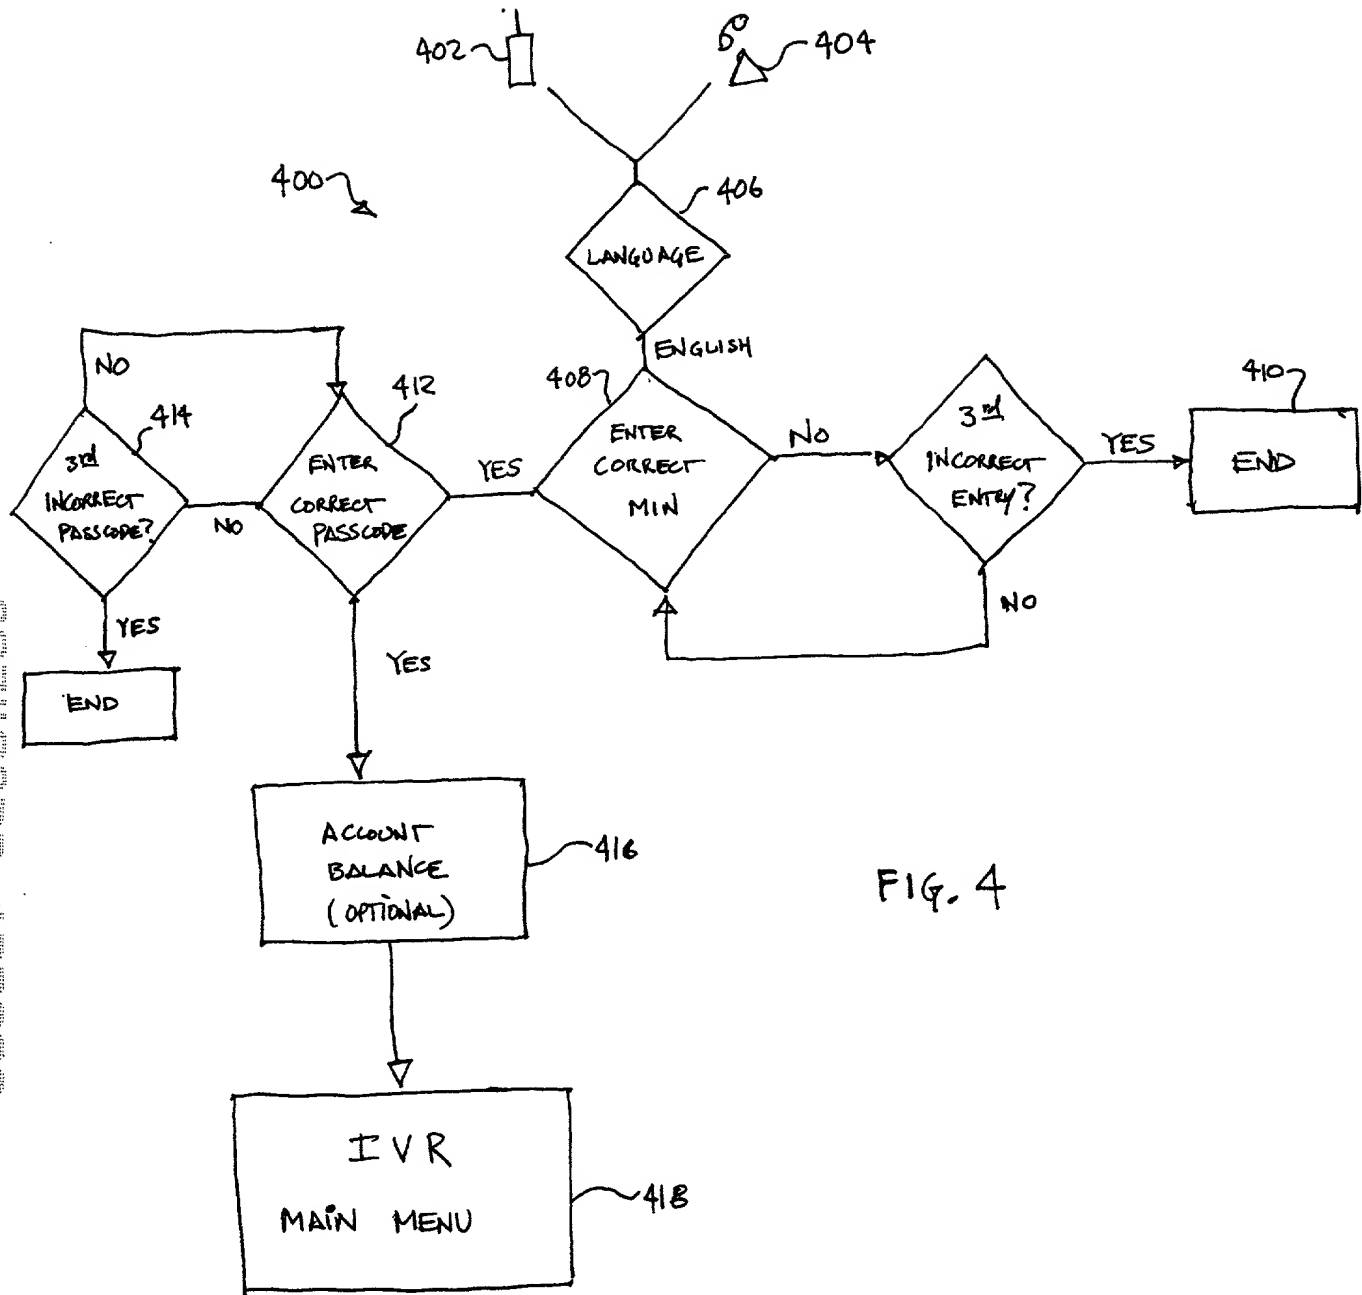 402
404
400
406
LANGUAGE
ENGLISH
408
ENTER
CORRECT
MIN
NO
3rd
INCORRECT
ENTRY?
YES
410
END
NO
YES
412
ENTER
CORRECT
PASSCODE
NO
414
3rd
INCORRECT
PASSCODE?
NO
YES
END
YES
ACCOUNT
BALANCE
(OPTIONAL)
416
FIG. 4
IVR
MAIN MENU
418